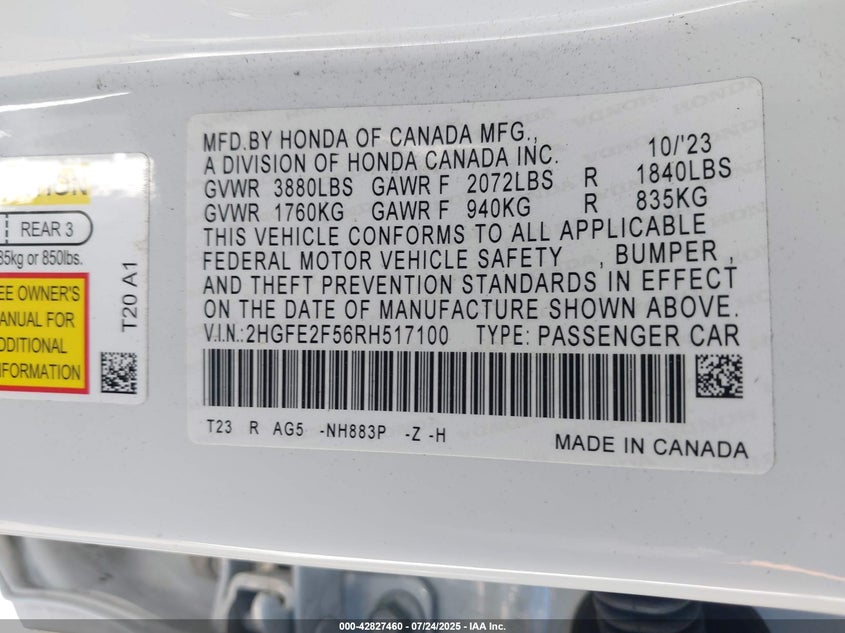 MFD.BY HONDA OF CANADA MFG.,
A DIVISION OF HONDA CANADA INC. 10/'23
GVWR 3880LBS GAWR F 2072LBS R 1840LBS
GVWR 1760KG GAWR F 940KG R 835KG
THIS VEHICLE CONFORMS TO ALL APPLICABLE
FEDERAL MOTOR VEHICLE SAFETY , BUMPER ,
AND THEFT PREVENTION STANDARDS IN EFFECT
ON THE DATE OF MANUFACTURE SHOWN ABOVE.
V.I.N.: 2HGFE2F56RH517100 TYPE: PASSENGER CAR
T23 R AG5 -NH883P -Z -H
MADE IN CANADA
REAR 3
85kg or 850lbs.
EE OWNER'S
ANUAL FOR
DDITIONAL
NFORMATION
T20 A1
000-42827460 - 07/24/2025 - IAA Inc.